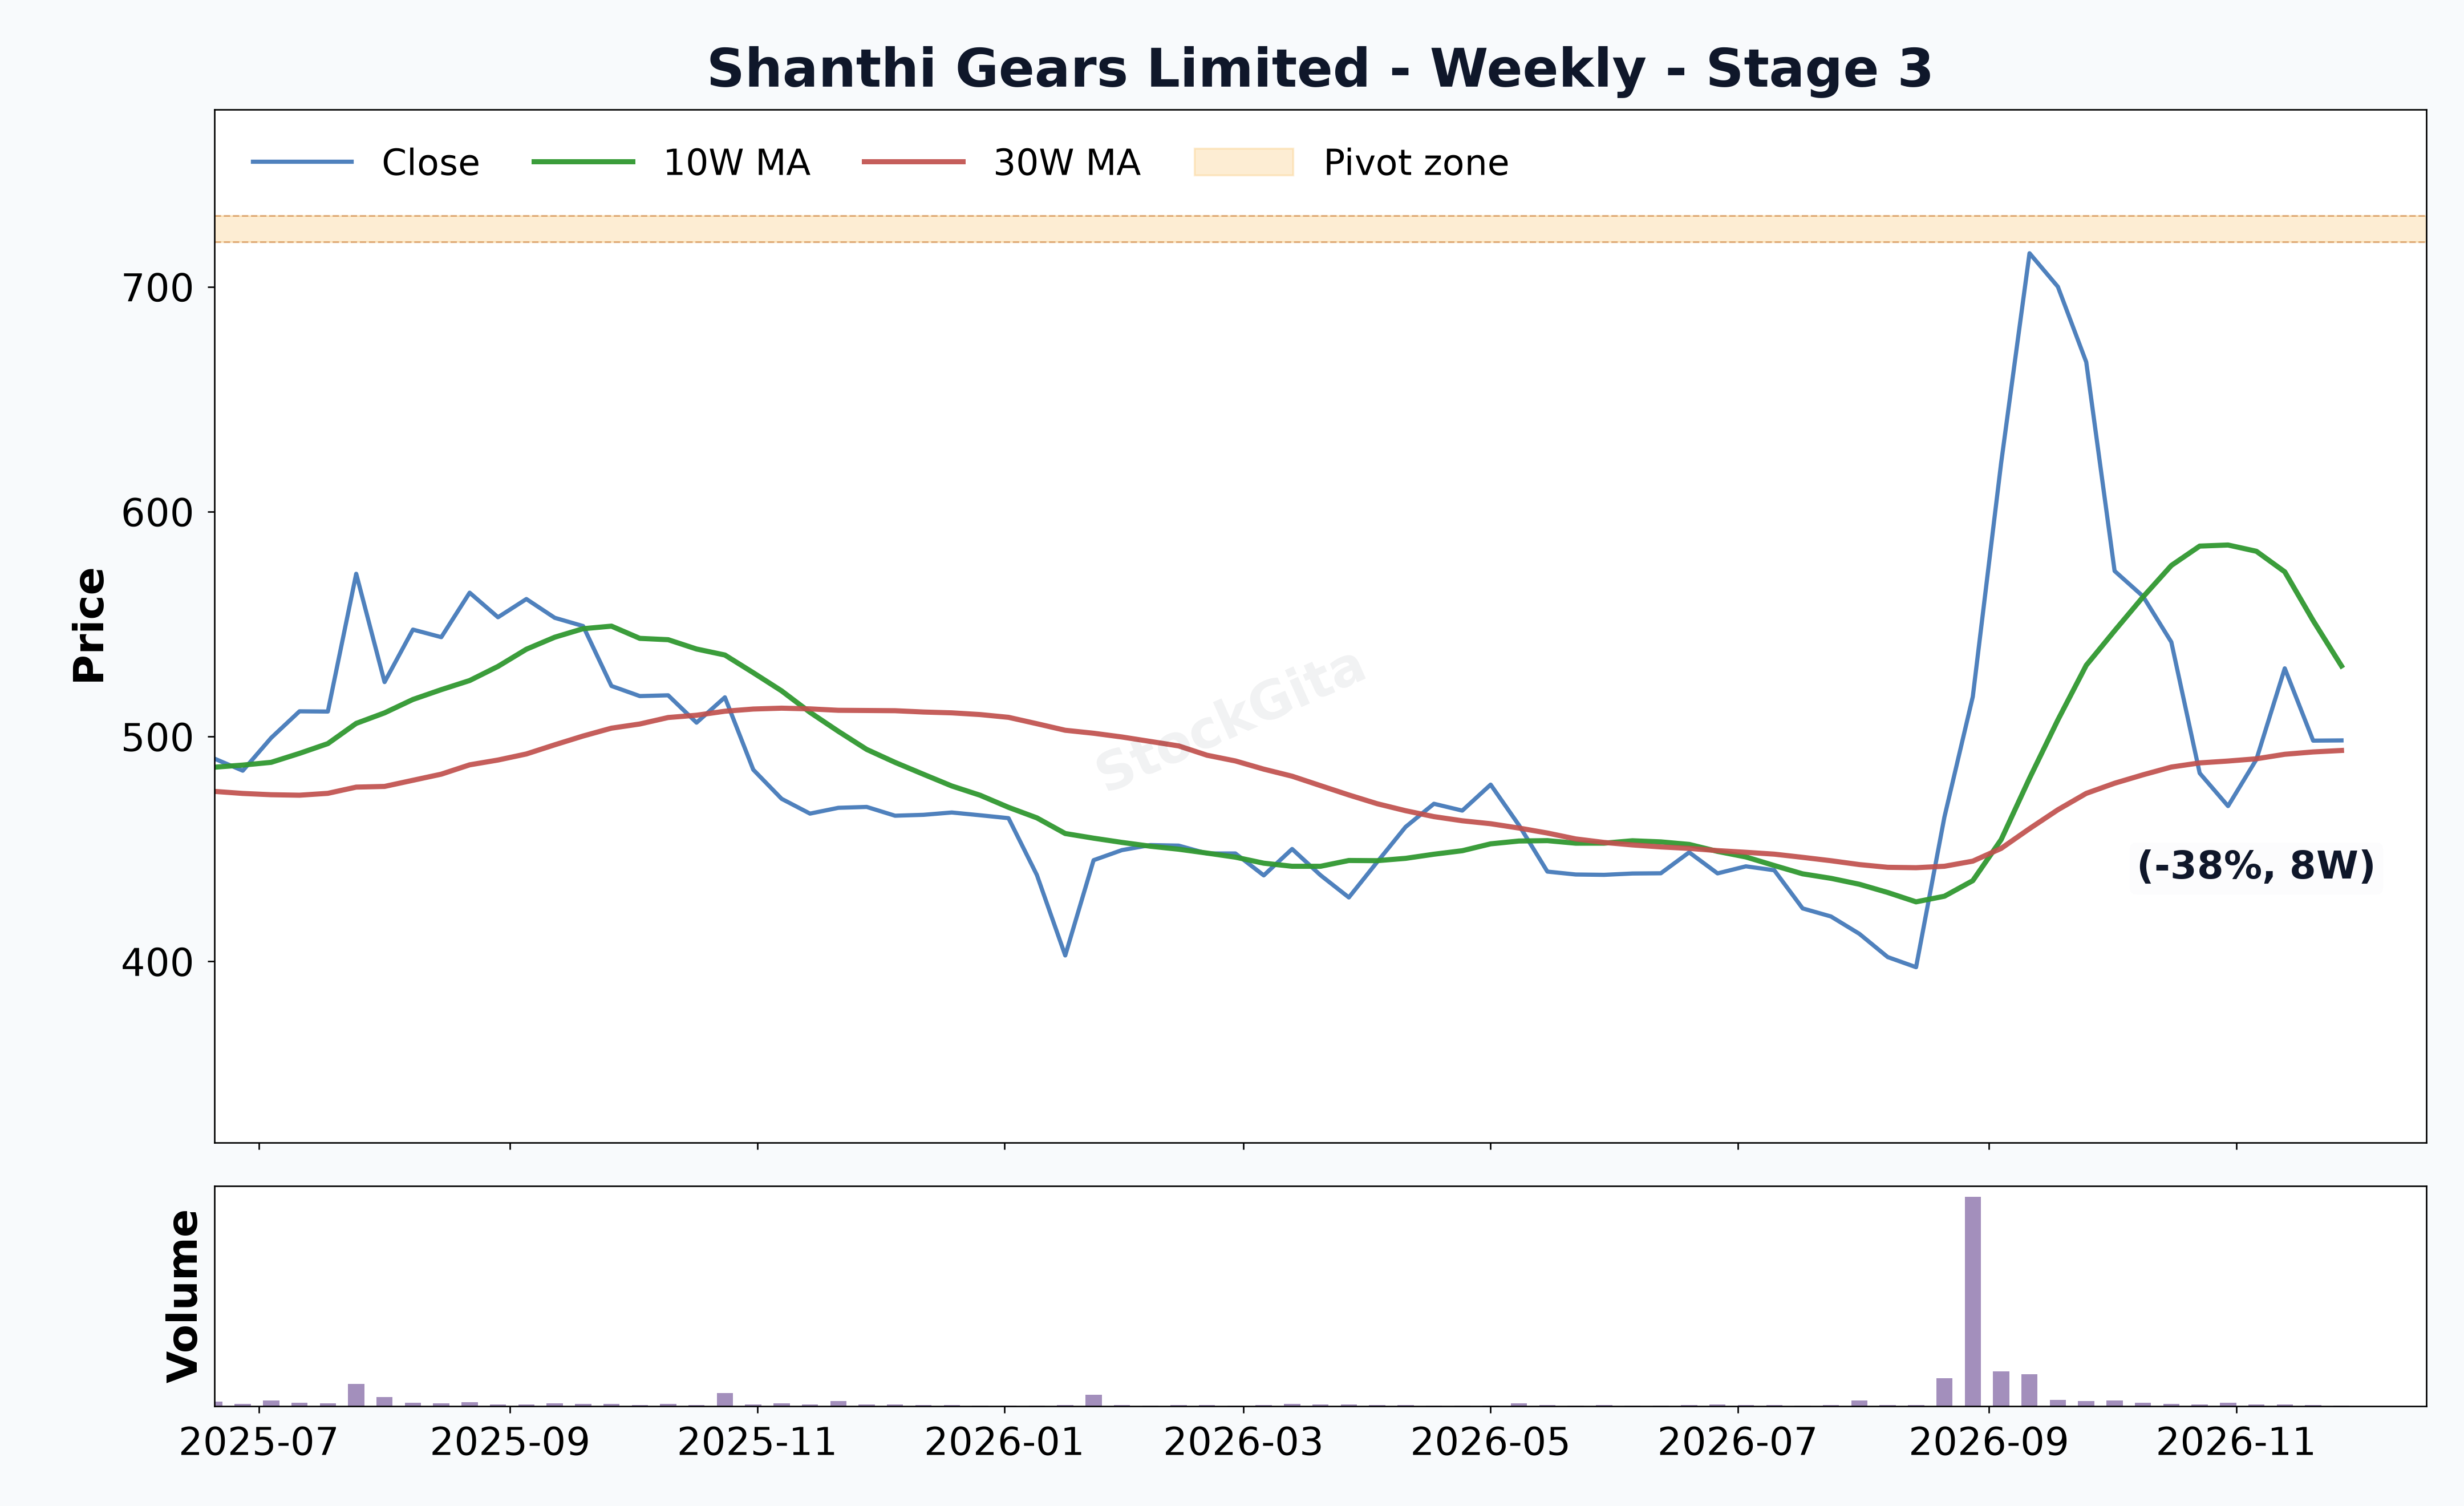 Shanthi Gears Limited - Weekly - Stage 3
Close
10W MA
30W MA
Pivot zone
Price
700
600
500
400
StockGita
(-38%, 8W)
Volume
2025-07
2025-09
2025-11
2026-01
2026-03
2026-05
2026-07
2026-09
2026-11